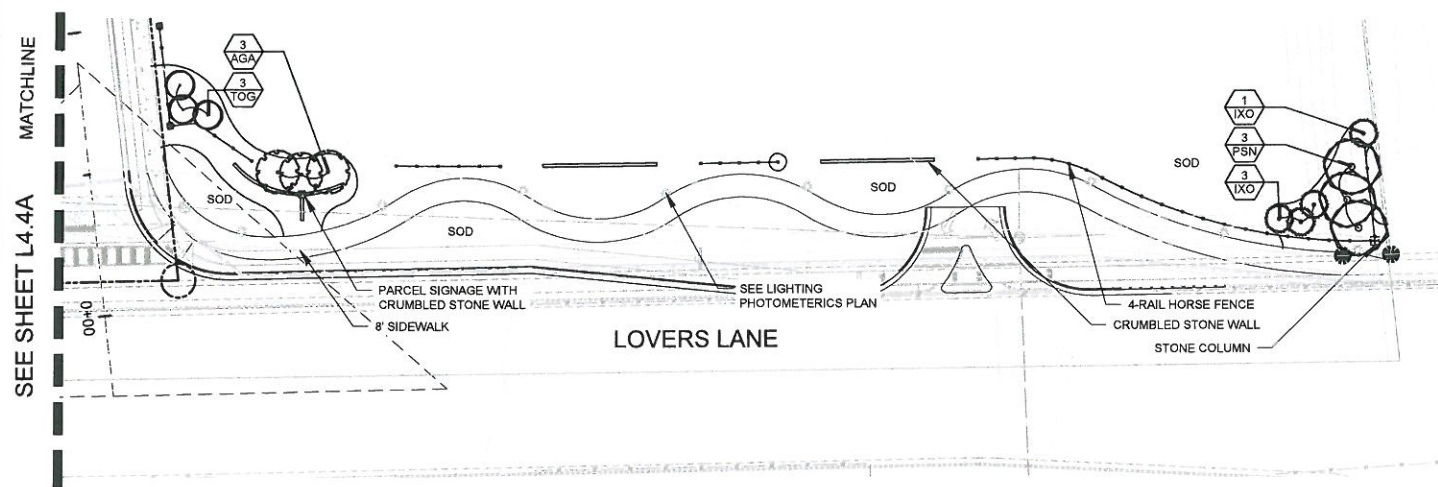 SEE SHEET L4.4A
MATCHLINE
3
AGA
3
TOG
1
IXO
3
PSN
3
IXO
SOD
SOD
SOD
SOD
PARCEL SIGNAGE WITH
CRUMBLED STONE WALL
8' SIDEWALK
SEE LIGHTING
PHOTOMETERICS PLAN
4-RAIL HORSE FENCE
CRUMBLED STONE WALL
STONE COLUMN
LOVERS LANE
0+00